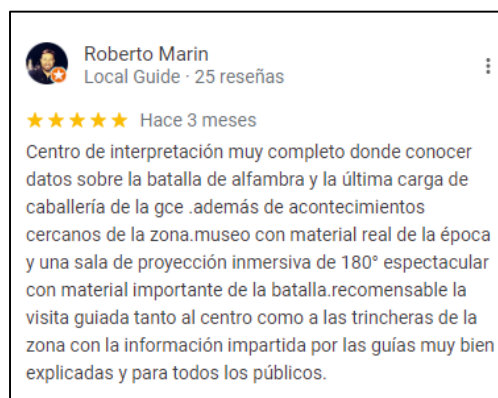 Roberto Marin
Local Guide · 25 reseñas
Hace 3 meses
Centro de interpretación muy completo donde conocer
datos sobre la batalla de alfambra y la última carga de
caballería de la gce .además de acontecimientos
cercanos de la zona.museo con material real de la época
y una sala de proyección inmersiva de 180° espectacular
con material importante de la batalla.recomensable la
visita guiada tanto al centro como a las trincheras de la
zona con la información impartida por las guías muy bien
explicadas y para todos los públicos.